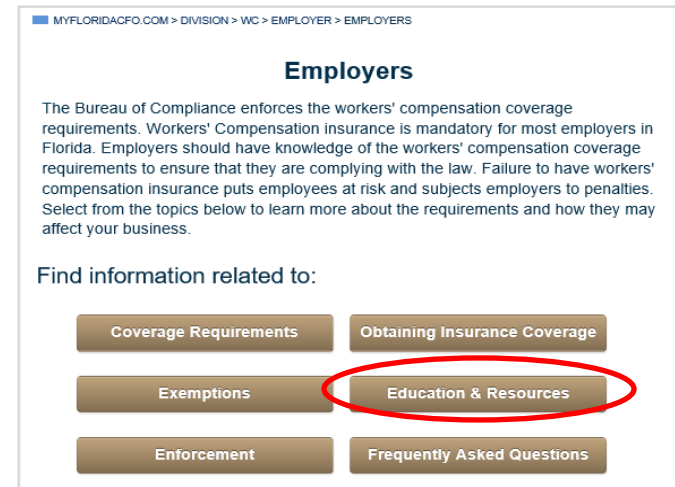 MYFLORIDACFO.COM > DIVISION > WC > EMPLOYER > EMPLOYERS
Employers
The Bureau of Compliance enforces the workers' compensation coverage
requirements. Workers' Compensation insurance is mandatory for most employers in
Florida. Employers should have knowledge of the workers' compensation coverage
requirements to ensure that they are complying with the law. Failure to have workers'
compensation insurance puts employees at risk and subjects employers to penalties.
Select from the topics below to learn more about the requirements and how they may
affect your business.
Find information related to:
Coverage Requirements
Obtaining Insurance Coverage
Exemptions
Education & Resources
Enforcement
Frequently Asked Questions